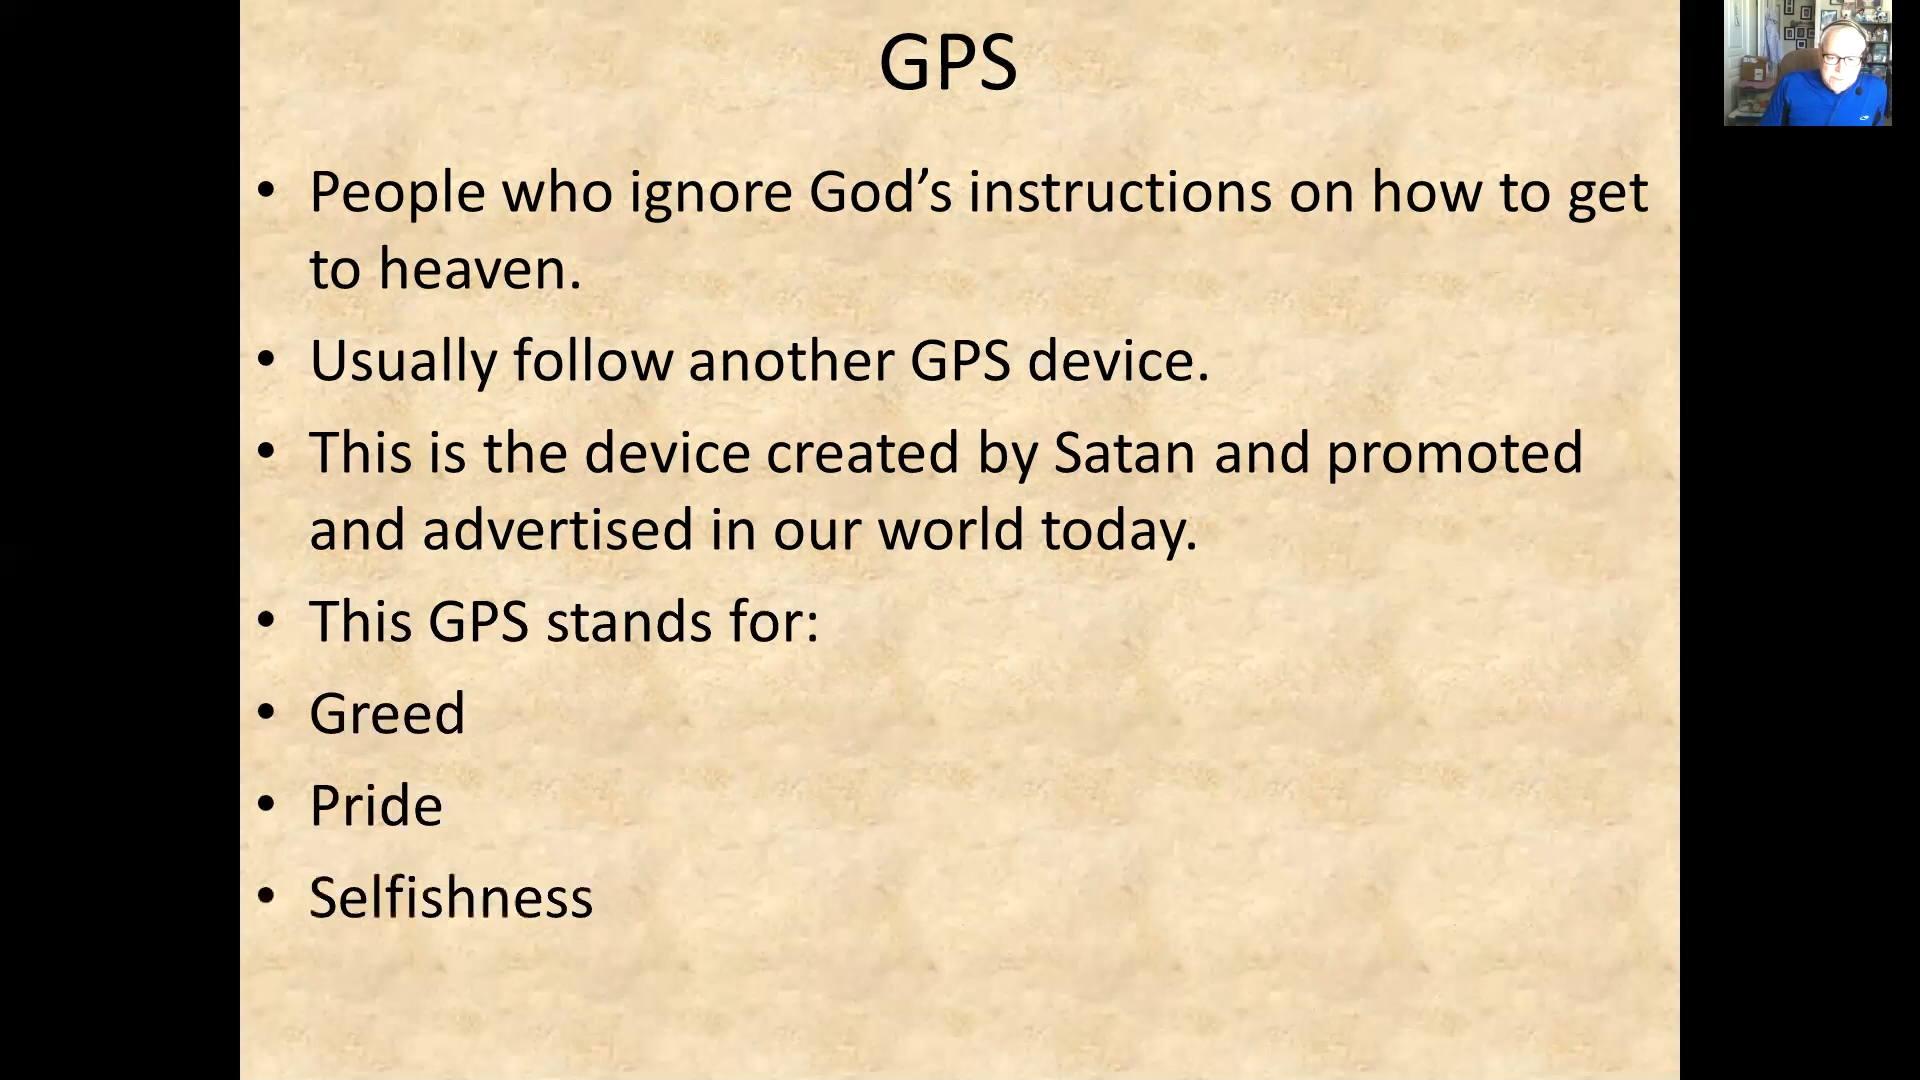 GPS
• People who ignore God’s instructions on how to get
to heaven.
• Usually follow another GPS device.
• This is the device created by Satan and promoted
and advertised in our world today.
• This GPS stands for:
• Greed
• Pride
• Selfishness